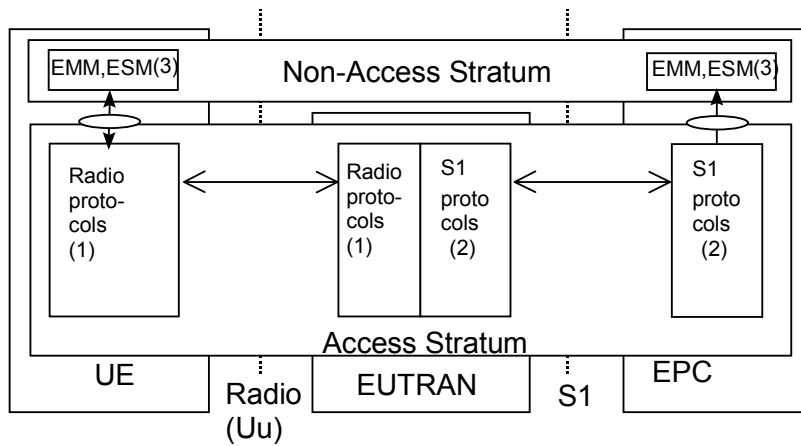 EMM,ESM(3)
Non-Access Stratum
EMM,ESM(3)
Radio
proto-
cols
(1)
Radio
proto-
cols
(1)
S1
proto
cols
(2)
S1
proto
cols
(2)
Access Stratum
UE
Radio
(Uu)
EUTRAN
S1
EPC